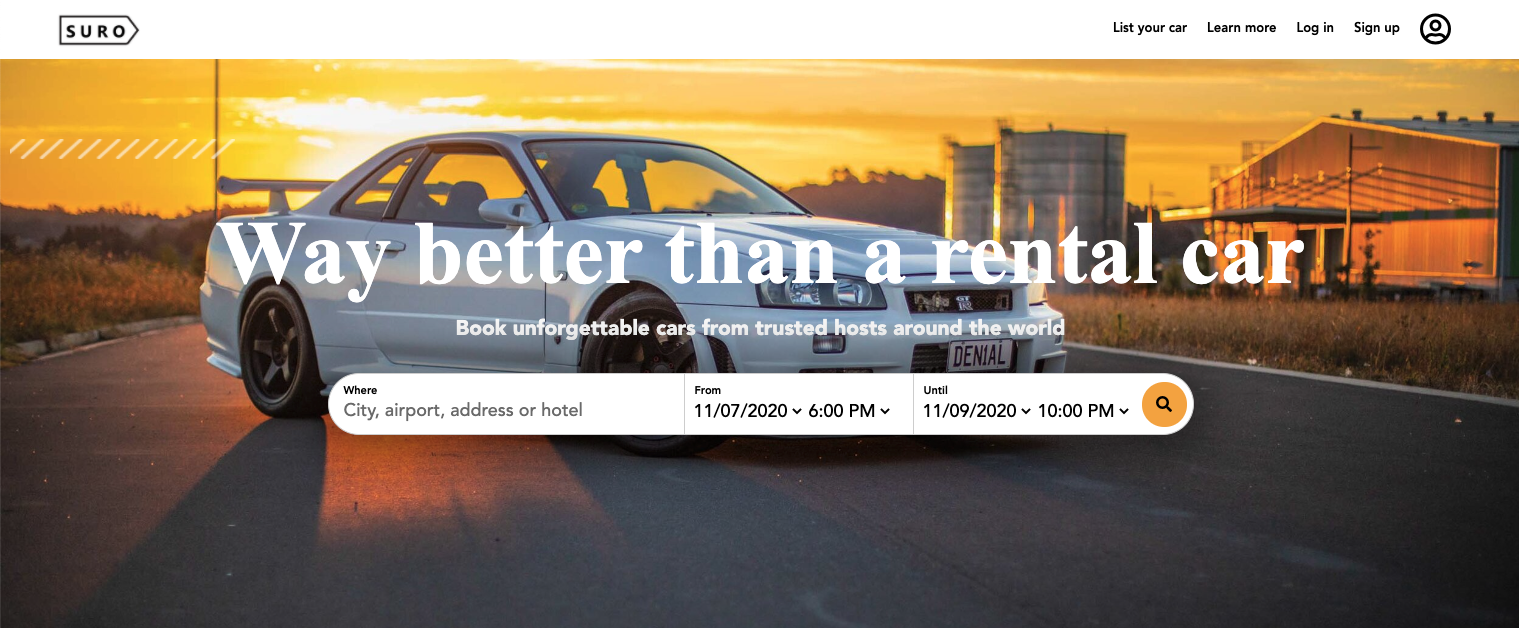 SURO
List your car Learn more Log in Sign up
Way better than a rental car
Book unforgettable cars from trusted hosts around the world
GT
DEN1AL
Where From Until
City, airport, address or hotel 11/07/2020 6:00 PM 11/09/2020 10:00 PM